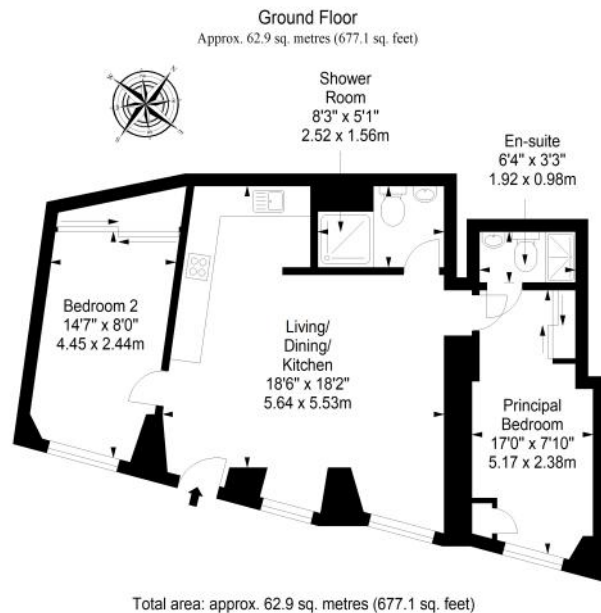 Ground Floor
Approx. 62.9 sq. metres (677.1 sq. feet)
Shower
Room
8'3" x 5'1"
2.52 x 1.56m
En-suite
6'4" x 3'3"
1.92 x 0.98m
Bedroom 2
14'7" x 8'0"
4.45 x 2.44m
Living/
Dining/
Kitchen
18'6" x 18'2"
5.64 x 5.53m
Principal
Bedroom
17'0" x 7'10"
5.17 x 2.38m
Total area: approx. 62.9 sq. metres (677.1 sq. feet)